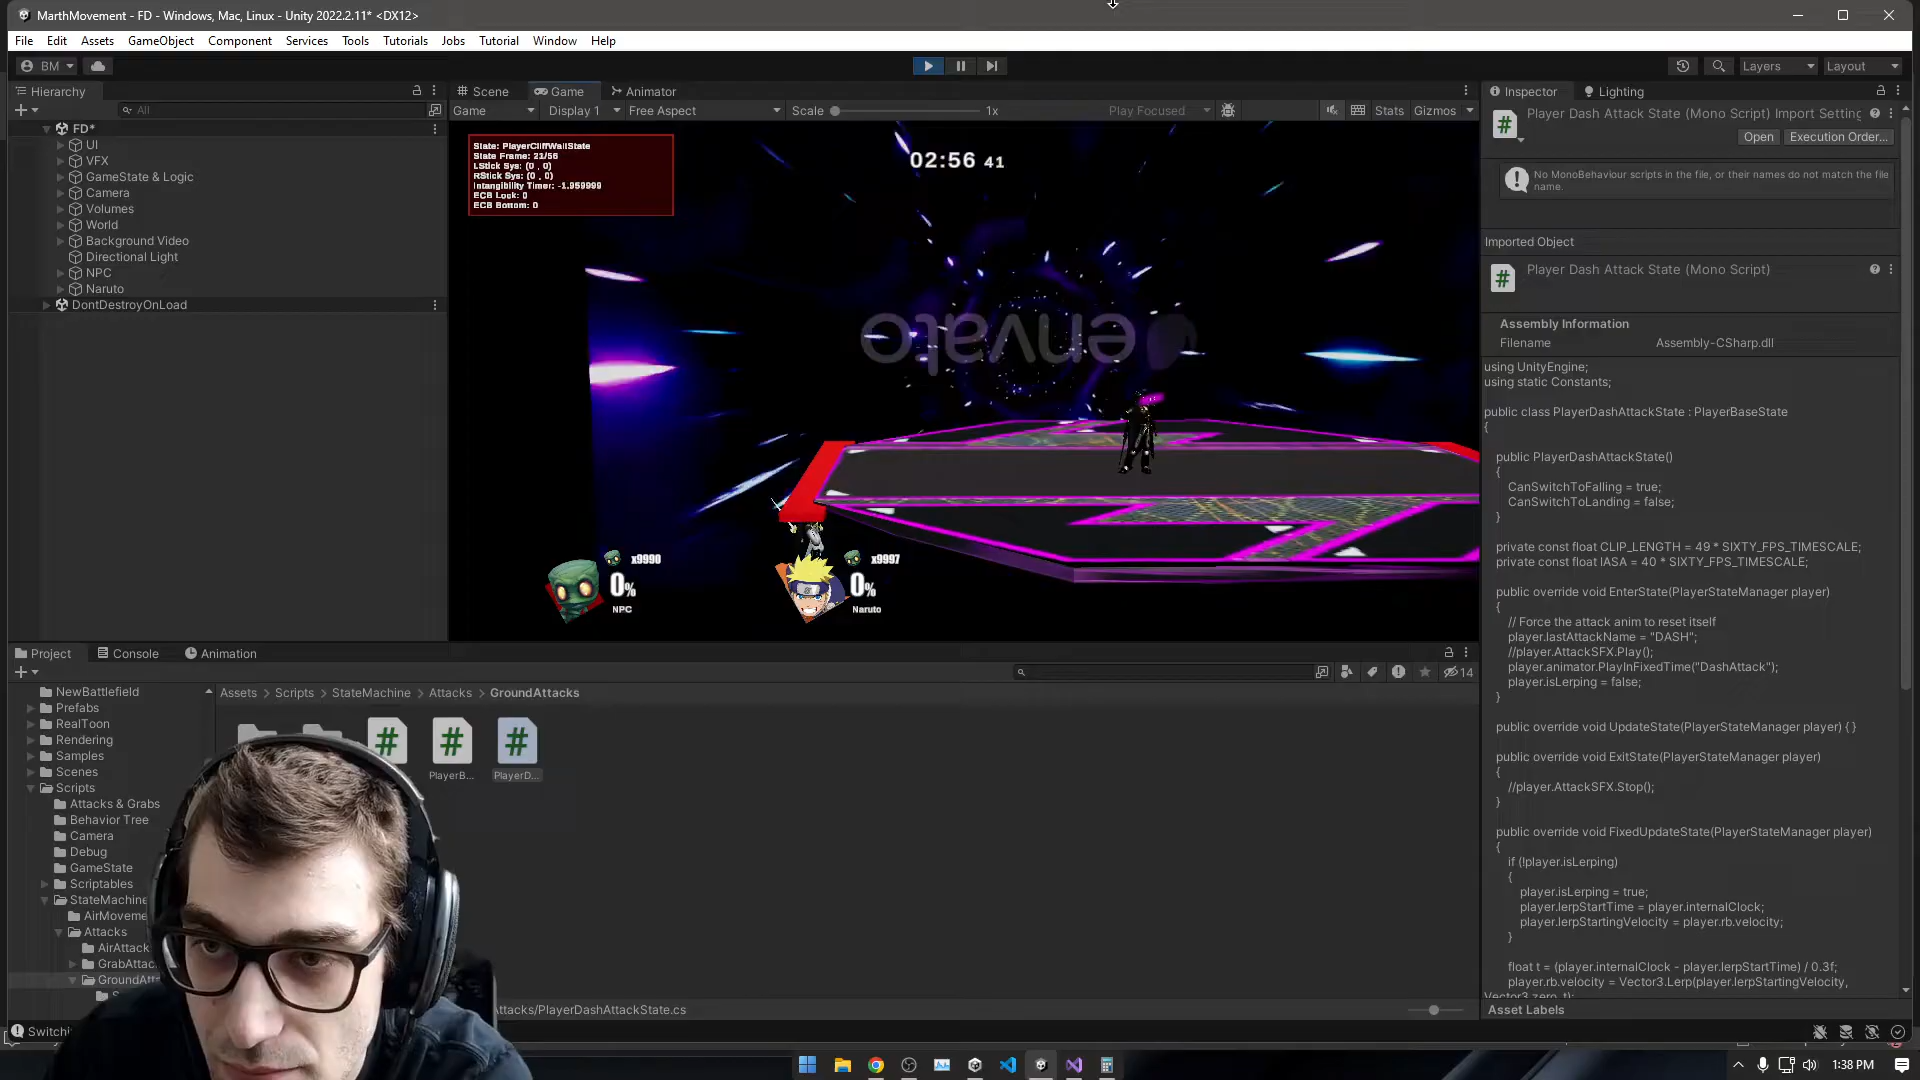 MarthMovement - FD - Windows, Mac, Linux - Unity 2022.2.11* <DX12>
File Edit Assets GameObject Component Services Tools Tutorials Jobs Tutorial Window Help
BM
Layers
Layout
Hierarchy
All
FD*
UI
VFX
GameState & Logic
Camera
Volumes
World
Background Video
Directional Light
NPC
Naruto
DontDestroyOnLoad
Scene Game Animator
Game Display 1 Free Aspect Scale 1x Play Focused Stats Gizmos
State: PlayerCliffWaitState
State Frame: 21/56
LStick Sys: (0 , 0)
RStick Sys: (0 , 0)
Intangibility Timer: -1.959999
ECB Lock: 0
ECB Bottom: 0
02:56 41
envato
x9990
0%
NPC
x9997
0%
Naruto
Inspector Lighting
Player Dash Attack State (Mono Script) Import Setting
Open Execution Order...
No MonoBehaviour scripts in the file, or their names do not match the file
name.
Imported Object
Player Dash Attack State (Mono Script)
Assembly Information
Filename Assembly-CSharp.dll
using UnityEngine;
using static Constants;
public class PlayerDashAttackState : PlayerBaseState
{
public PlayerDashAttackState()
{
CanSwitchToFalling = true;
CanSwitchToLanding = false;
}
private const float CLIP_LENGTH = 49 * SIXTY_FPS_TIMESCALE;
private const float IASA = 40 * SIXTY_FPS_TIMESCALE;
public override void EnterState(PlayerStateManager player)
{
// Force the attack anim to reset itself
player.lastAttackName = "DASH";
//player.AttackSFX.Play();
player.animator.PlayInFixedTime("DashAttack");
player.isLerping = false;
}
public override void UpdateState(PlayerStateManager player) { }
public override void ExitState(PlayerStateManager player)
{
//player.AttackSFX.Stop();
}
public override void FixedUpdateState(PlayerStateManager player)
{
if (!player.isLerping)
{
player.isLerping = true;
player.lerpStartTime = player.internalClock;
player.lerpStartingVelocity = player.rb.velocity;
}
float t = (player.internalClock - player.lerpStartTime) / 0.3f;
player.rb.velocity = Vector3.Lerp(player.lerpStartingVelocity,
Vector3.zero, t);
Asset Labels
Project Console Animation
14
NewBattlefield
Prefabs
RealToon
Rendering
Samples
Scenes
Scripts
Attacks & Grabs
Behavior Tree
Camera
Debug
GameState
Scriptables
StateMachine
AirMoveme
Attacks
AirAttack
GrabAttac
GroundAtta
Assets > Scripts > StateMachine > Attacks > GroundAttacks
PlayerB...
PlayerD...
ttacks/PlayerDashAttackState.cs
Switchi
1:38 PM